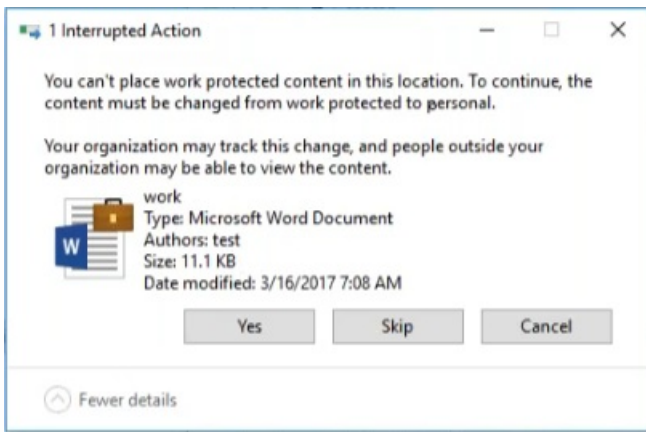 1 Interrupted Action
You can't place work protected content in this location. To continue, the
content must be changed from work protected to personal.
Your organization may track this change, and people outside your
organization may be able to view the content.
work
Type: Microsoft Word Document
W
Authors: test
Size: 11.1 KB
Date modified: 3/16/2017 7:08 AM
Yes
Skip
Cancel
Fewer details